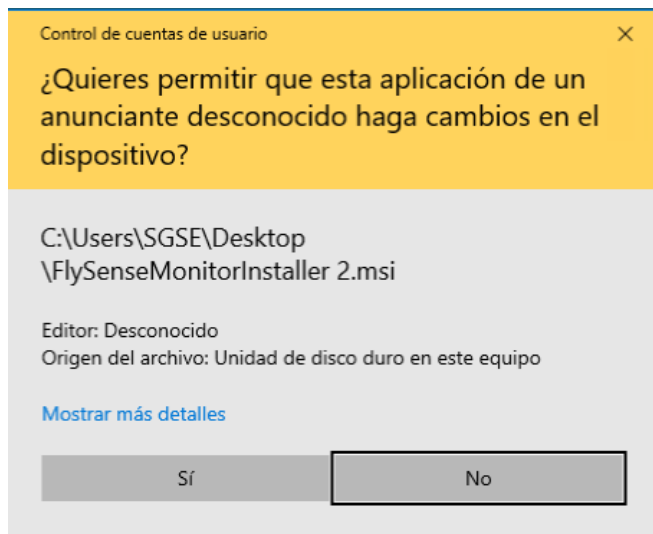 Control de cuentas de usuario
¿Quieres permitir que esta aplicación de un
anunciante desconocido haga cambios en el
dispositivo?
C:\Users\SGSE\Desktop
\FlySenseMonitorInstaller 2.msi
Editor: Desconocido
Origen del archivo: Unidad de disco duro en este equipo
Mostrar más detalles
Sí
No